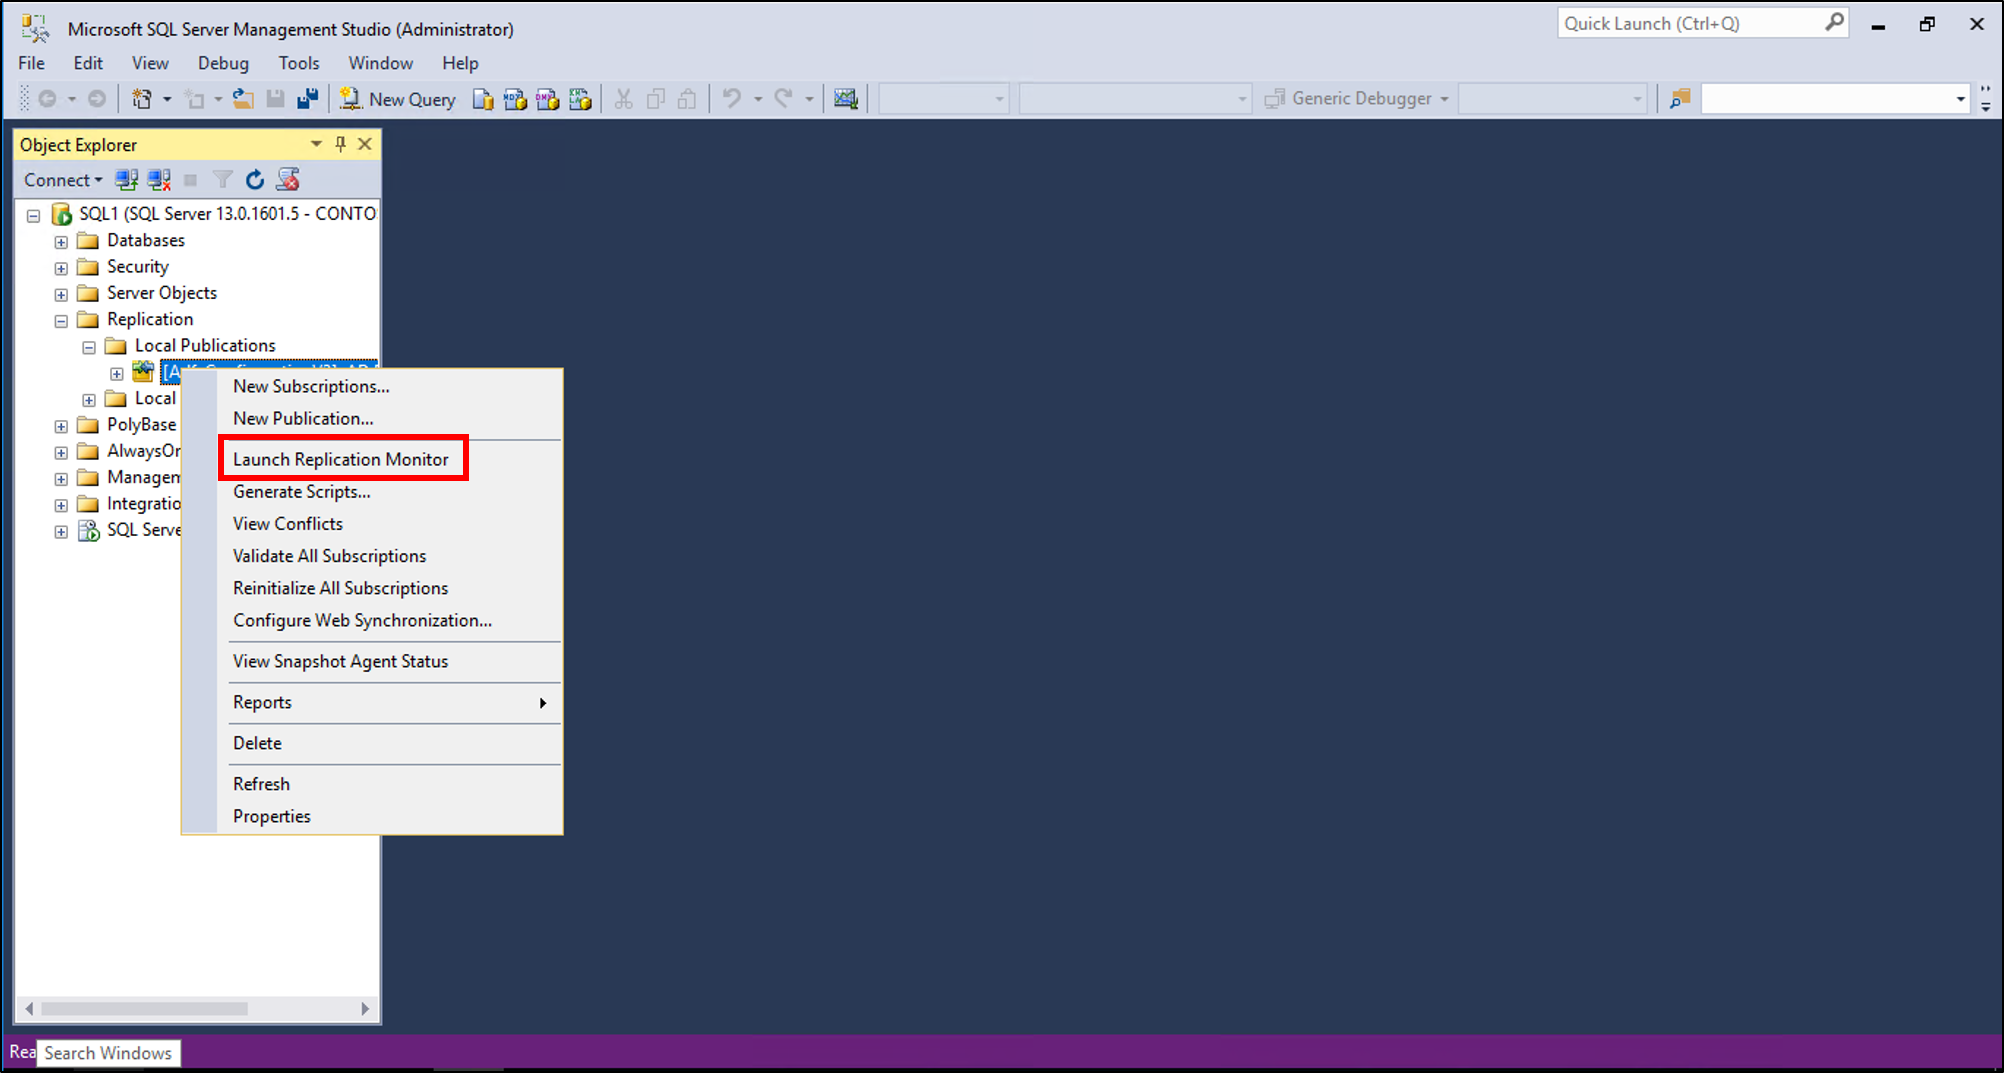 Microsoft SQL Server Management Studio (Administrator)
Quick Launch (Ctrl+Q)
File Edit View Debug Tools Window Help
New Query
Generic Debugger
Object Explorer
Connect
SQL1 (SQL Server 13.0.1601.5 - CONTO
Databases
Security
Server Objects
Replication
Local Publications
Local
PolyBase
AlwaysOr
Managem
Integratio
SQL Serve
New Subscriptions...
New Publication...
Launch Replication Monitor
Generate Scripts...
View Conflicts
Validate All Subscriptions
Reinitialize All Subscriptions
Configure Web Synchronization...
View Snapshot Agent Status
Reports
Delete
Refresh
Properties
Rea
Search Windows